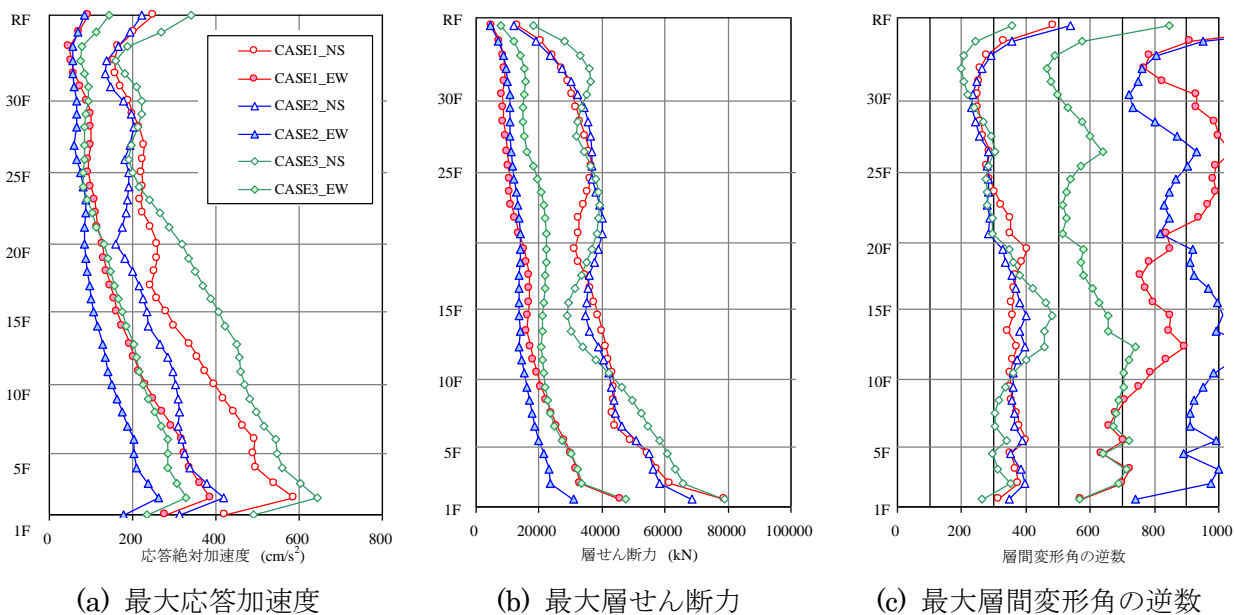 RF
30F
25F
20F
15F
10F
5F
1F
0
200
400
600
800
応答絶対加速度 (cm/s²)
CASE1_NS
CASE1_EW
CASE2_NS
CASE2_EW
CASE3_NS
CASE3_EW
(a) 最大応答加速度
RF
30F
25F
20F
15F
10F
5F
1F
0
20000
40000
60000
80000
100000
層せん断力 (kN)
(b) 最大層せん断力
RF
30F
25F
20F
15F
10F
5F
1F
0
200
400
600
800
1000
層間変形角の逆数
(c) 最大層間変形角の逆数